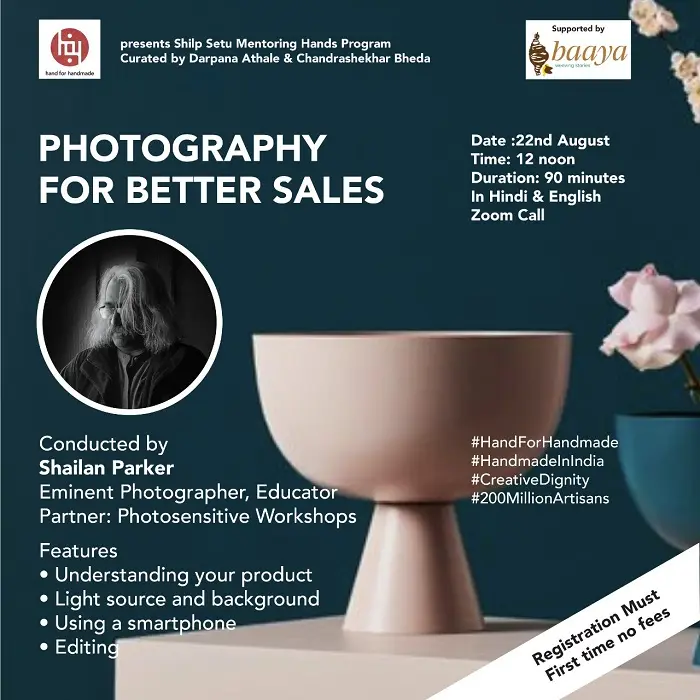 hand for handmade
presents Shilp Setu Mentoring Hands Program
Curated by Darpana Athale & Chandrashekhar Bheda
Supported by
baaya
weaving stories
PHOTOGRAPHY
FOR BETTER SALES
Date :22nd August
Time: 12 noon
Duration: 90 minutes
In Hindi & English
Zoom Call
Conducted by
Shailan Parker
Eminent Photographer, Educator
Partner: Photosensitive Workshops
Features
• Understanding your product
• Light source and background
• Using a smartphone
• Editing
#HandForHandmade
#HandmadeInIndia
#CreativeDignity
#200MillionArtisans
Registration Must
First time no fees